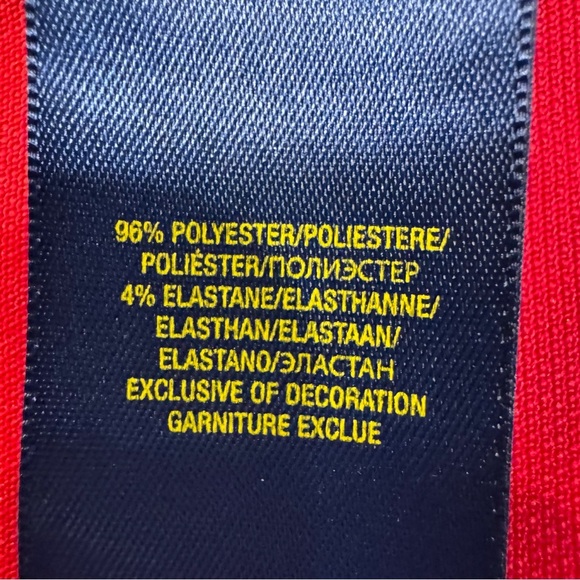 96% POLYESTER/POLIESTERE/
POLIÉSTER/ПОЛИЭСТЕР
4% ELASTANE/ELASTHANNE/
ELASTHAN/ELASTAAN/
ELASTANO/ЭЛАСТАН
EXCLUSIVE OF DECORATION
GARNITURE EXCLUE